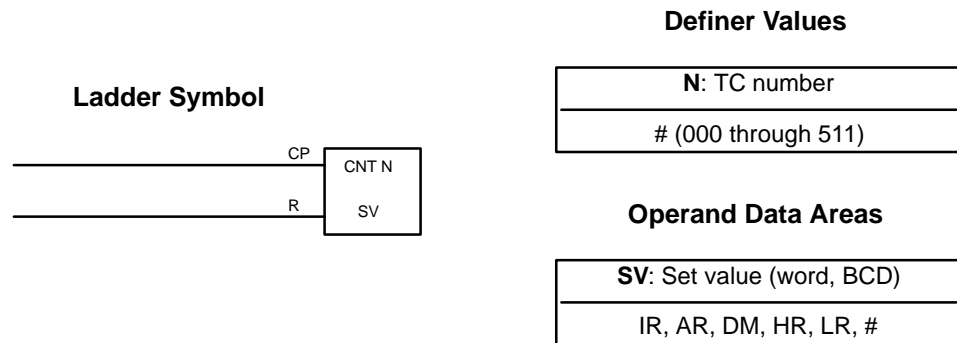 Ladder Symbol
CP
CNT N
R
SV
Definer Values
N: TC number
# (000 through 511)
Operand Data Areas
SV: Set value (word, BCD)
IR, AR, DM, HR, LR, #